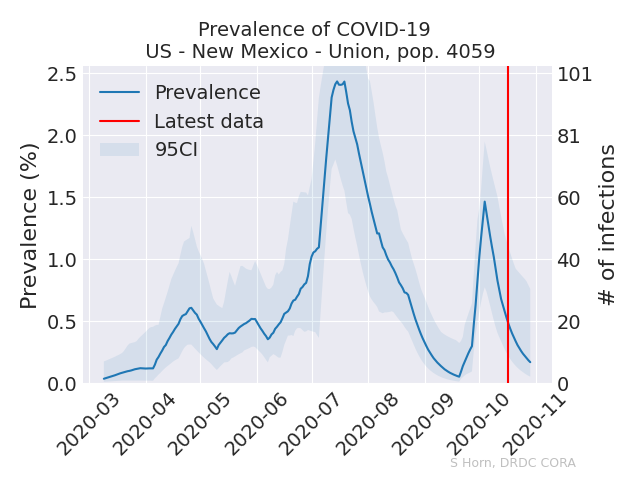 Prevalence of COVID-19
US - New Mexico - Union, pop. 4059
Prevalence
Latest data
95CI
Prevalence (%)
2.5
2.0
1.5
1.0
0.5
0.0
101
81
60
40
20
0
# of infections
2020-03
2020-04
2020-05
2020-06
2020-07
2020-08
2020-09
2020-10
2020-11
S Horn, DRDC CORA